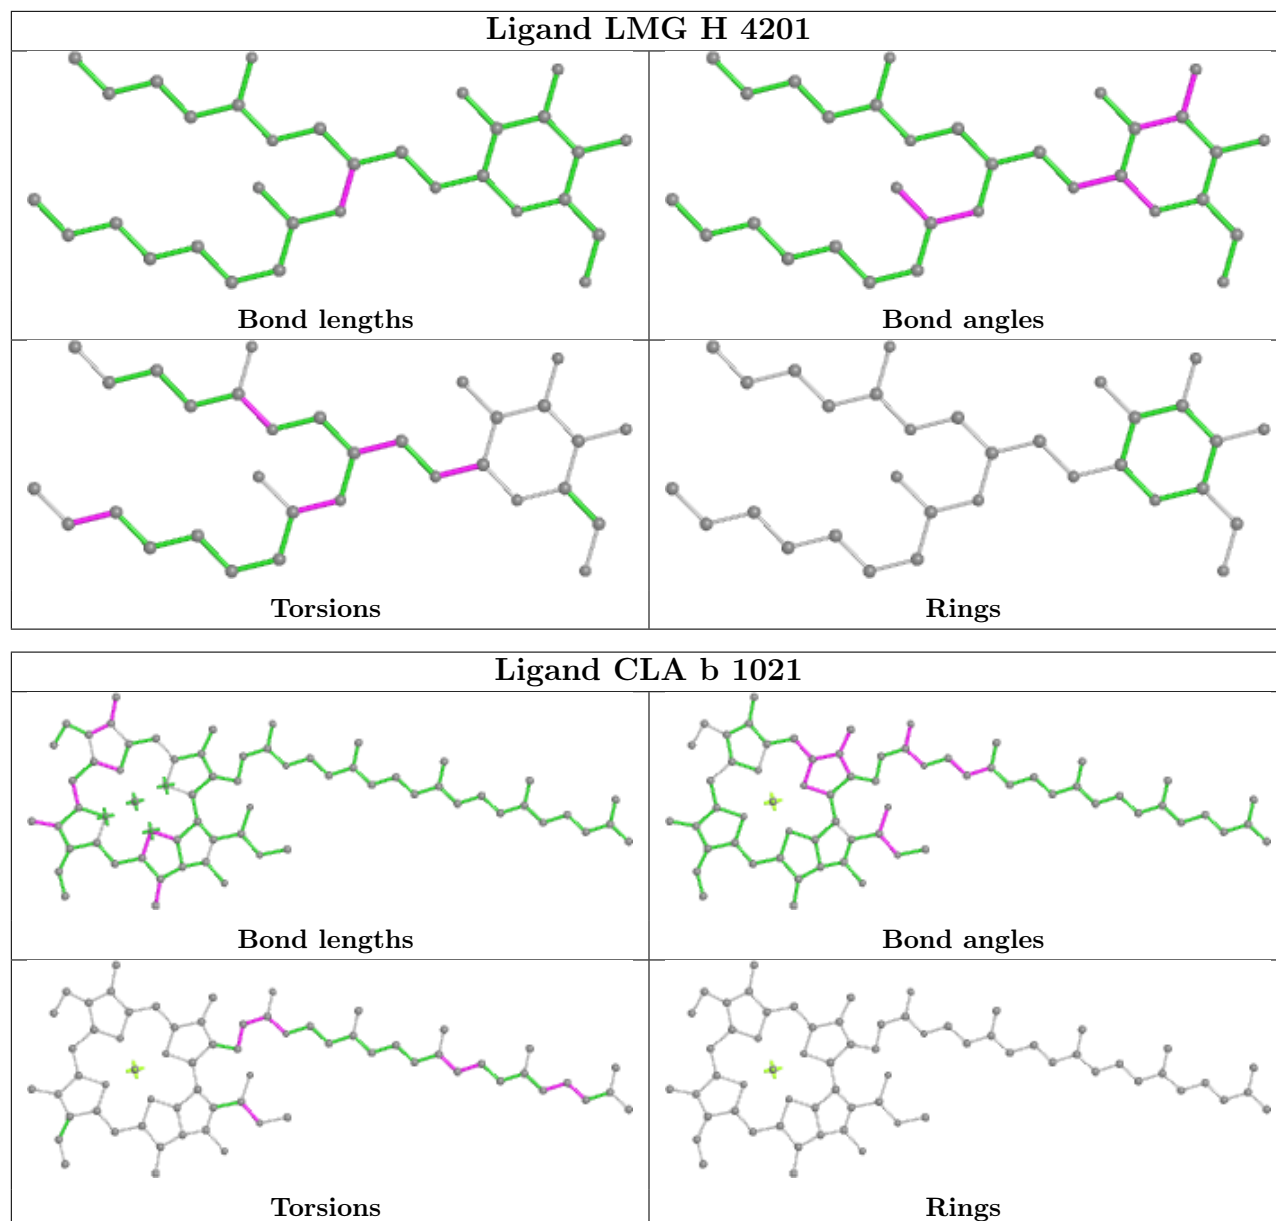 Ligand LMG H 4201
Bond lengths
Bond angles
Torsions
Rings
Ligand CLA b 1021
Bond lengths
Bond angles
Torsions
Rings